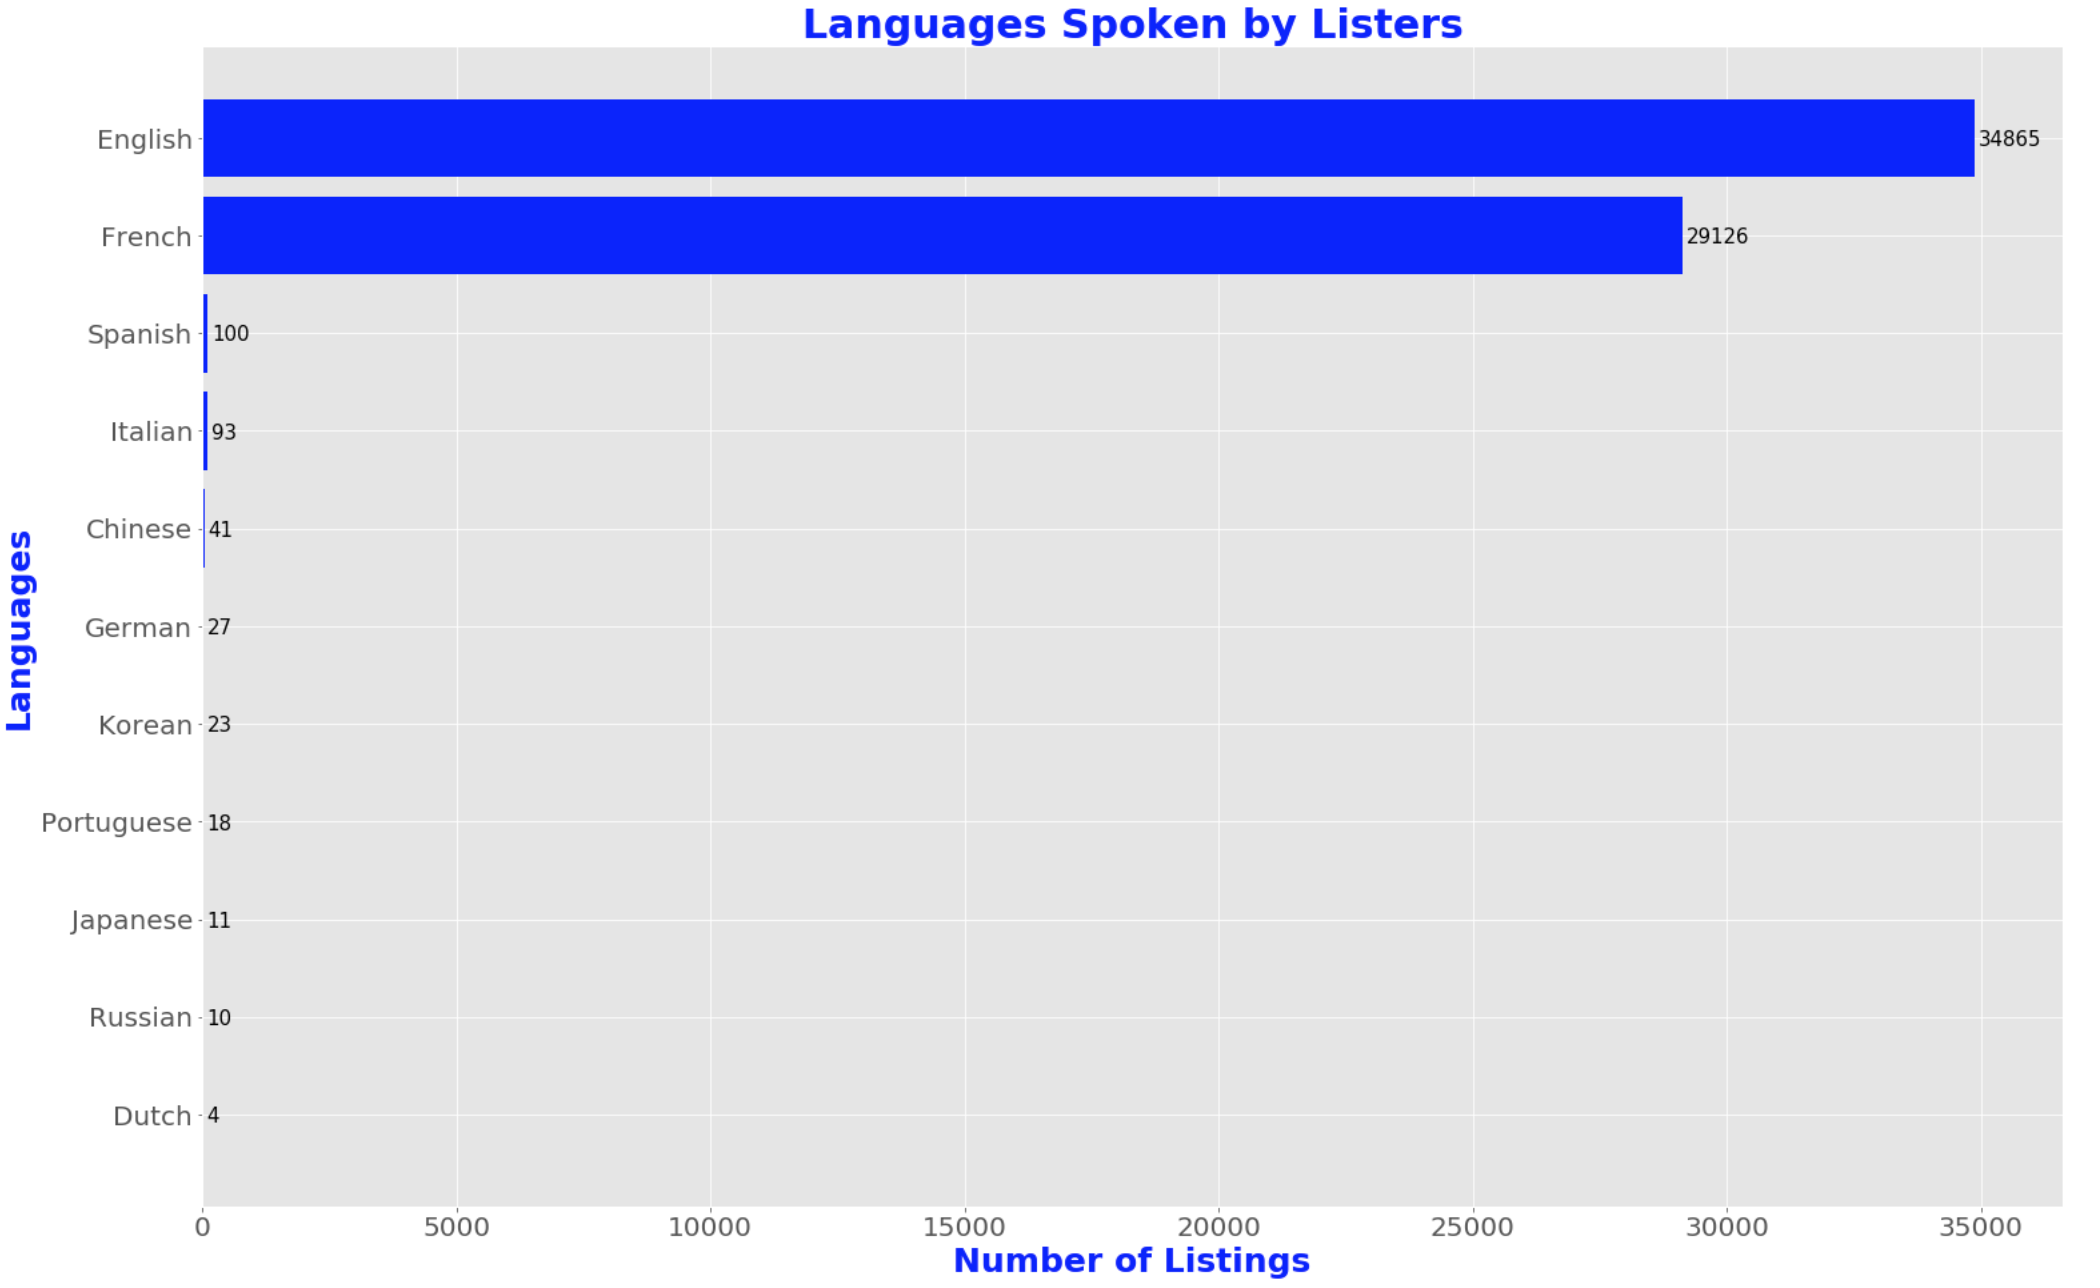 Languages Spoken by Listers
English 34865
French 29126
Spanish 100
Italian 93
Chinese 41
German 27
Korean 23
Portuguese 18
Japanese 11
Russian 10
Dutch 4
Languages
0 5000 10000 15000 20000 25000 30000 35000
Number of Listings